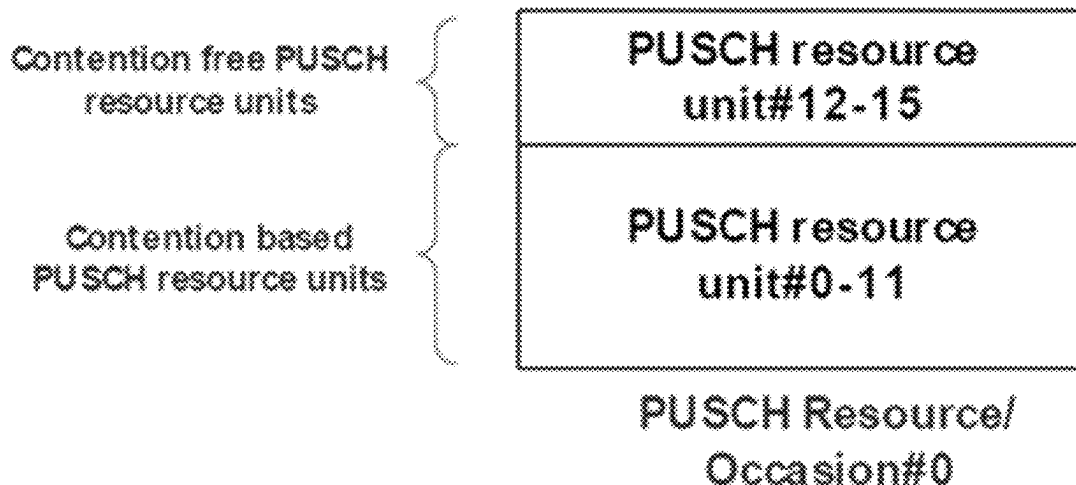 Contention free PUSCH
resource units
PUSCH resource
unit#12-15
Contention based
PUSCH resource units
PUSCH resource
unit#0-11
PUSCH Resource/
Occasion#0